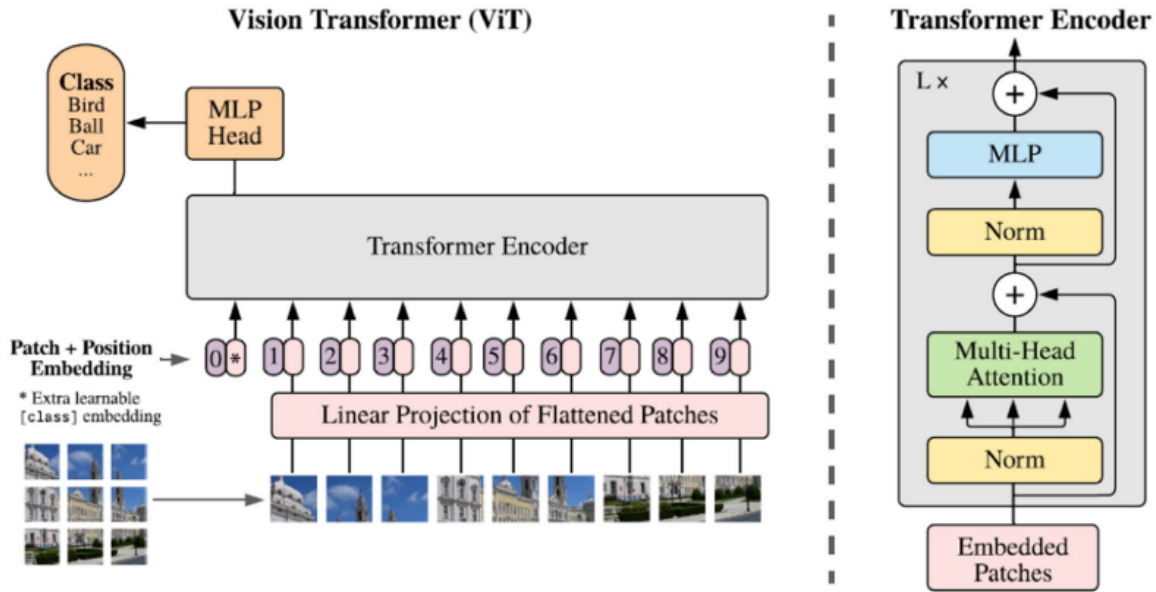 Vision Transformer (ViT)
Class
Bird
Ball
Car
...
MLP
Head
Transformer Encoder
Patch + Position
Embedding
* Extra learnable
[class] embedding
0 * 1 2 3 4 5 6 7 8 9
Linear Projection of Flattened Patches
Transformer Encoder
L ×
+
MLP
Norm
+
Multi-Head
Attention
Norm
Embedded
Patches